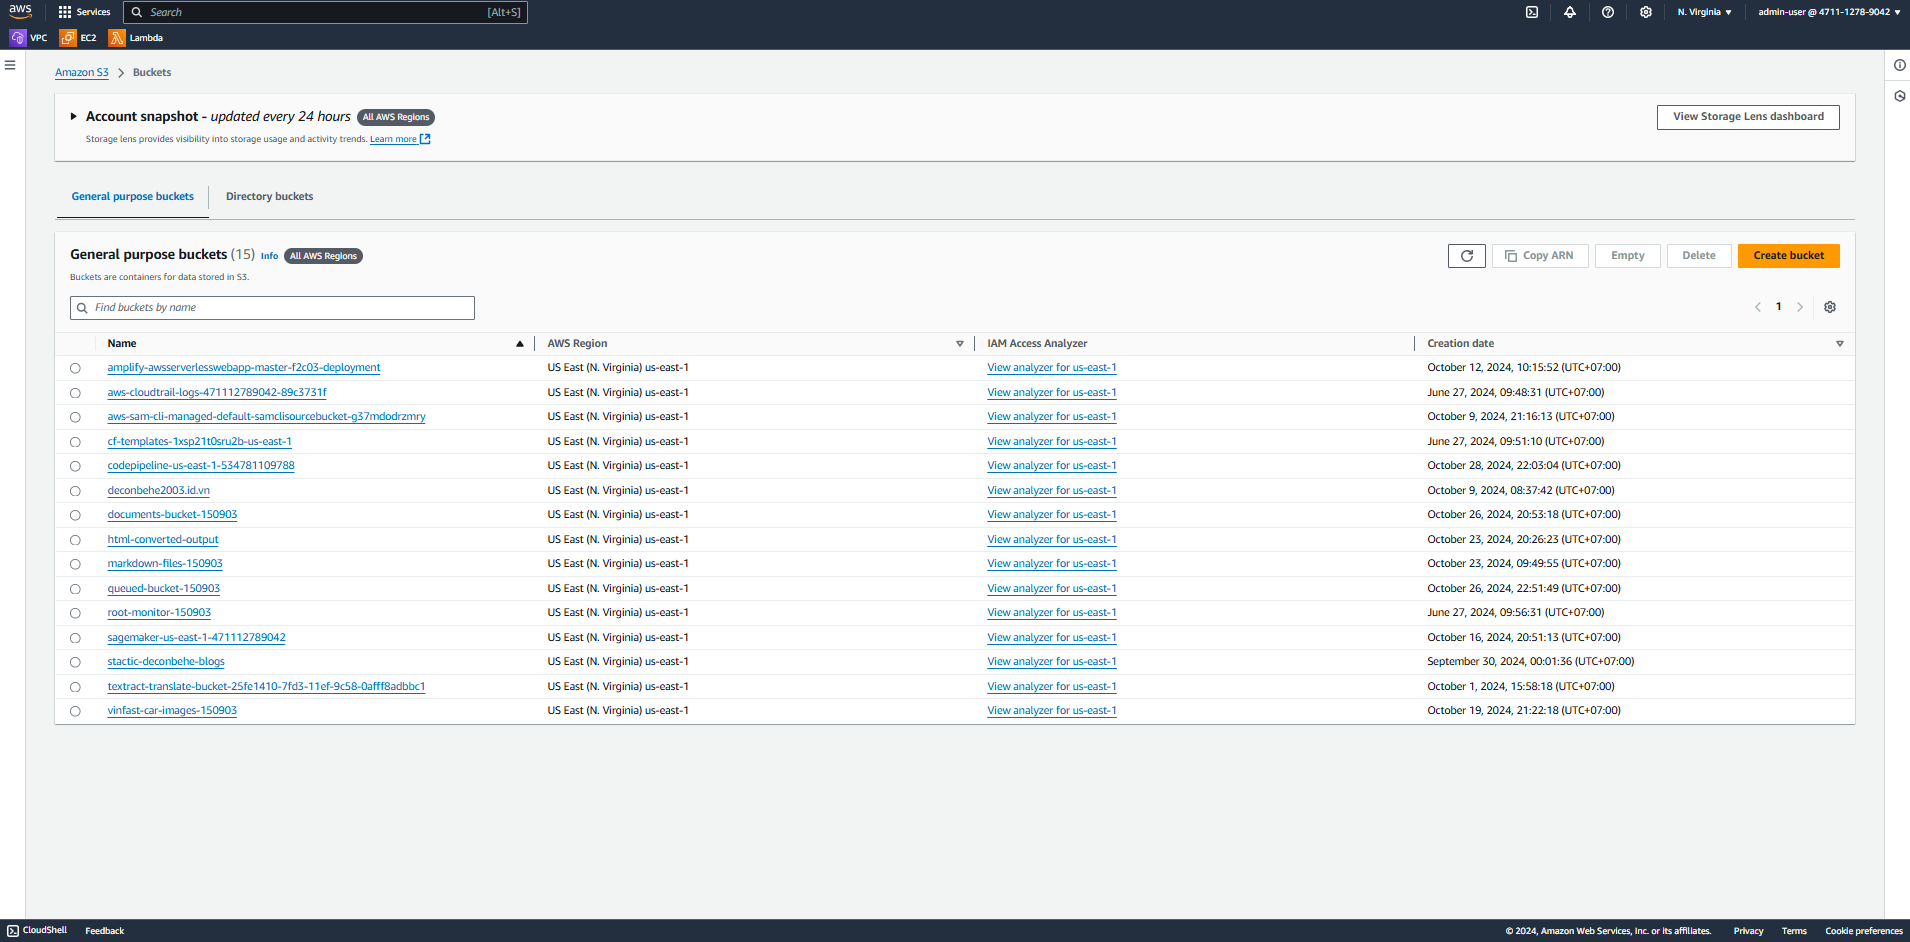 aws Services Search [Alt+S] N. Virginia ▼ admin-user @ 4711-1278-9042 ▼
VPC EC2 Lambda
Amazon S3 > Buckets
Account snapshot - updated every 24 hours All AWS Regions View Storage Lens dashboard
Storage lens provides visibility into storage usage and activity trends. Learn more
General purpose buckets Directory buckets
General purpose buckets (15) Info All AWS Regions Copy ARN Empty Delete Create bucket
Buckets are containers for data stored in S3.
Find buckets by name 1
Name AWS Region IAM Access Analyzer Creation date
amplify-awsserverlesswebapp-master-f2c03-deployment US East (N. Virginia) us-east-1 View analyzer for us-east-1 October 12, 2024, 10:15:52 (UTC+07:00)
aws-cloudtrail-logs-471112789042-89c3731f US East (N. Virginia) us-east-1 View analyzer for us-east-1 June 27, 2024, 09:48:31 (UTC+07:00)
aws-sam-cli-managed-default-samclisourcebucket-g37mdodrzmry US East (N. Virginia) us-east-1 View analyzer for us-east-1 October 9, 2024, 21:16:13 (UTC+07:00)
cf-templates-1xsp21t0sru2b-us-east-1 US East (N. Virginia) us-east-1 View analyzer for us-east-1 June 27, 2024, 09:51:10 (UTC+07:00)
codepipeline-us-east-1-534781109788 US East (N. Virginia) us-east-1 View analyzer for us-east-1 October 28, 2024, 22:03:04 (UTC+07:00)
deconbehe2003.id.vn US East (N. Virginia) us-east-1 View analyzer for us-east-1 October 9, 2024, 08:37:42 (UTC+07:00)
documents-bucket-150903 US East (N. Virginia) us-east-1 View analyzer for us-east-1 October 26, 2024, 20:53:18 (UTC+07:00)
html-converted-output US East (N. Virginia) us-east-1 View analyzer for us-east-1 October 23, 2024, 20:26:23 (UTC+07:00)
markdown-files-150903 US East (N. Virginia) us-east-1 View analyzer for us-east-1 October 23, 2024, 09:49:55 (UTC+07:00)
queued-bucket-150903 US East (N. Virginia) us-east-1 View analyzer for us-east-1 October 26, 2024, 22:51:49 (UTC+07:00)
root-monitor-150903 US East (N. Virginia) us-east-1 View analyzer for us-east-1 June 27, 2024, 09:56:31 (UTC+07:00)
sagemaker-us-east-1-471112789042 US East (N. Virginia) us-east-1 View analyzer for us-east-1 October 16, 2024, 20:51:13 (UTC+07:00)
stactic-deconbehe-blogs US East (N. Virginia) us-east-1 View analyzer for us-east-1 September 30, 2024, 00:01:36 (UTC+07:00)
textract-translate-bucket-25fe1410-7fd3-11ef-9c58-0afff8adbbc1 US East (N. Virginia) us-east-1 View analyzer for us-east-1 October 1, 2024, 15:58:18 (UTC+07:00)
vinfast-car-images-150903 US East (N. Virginia) us-east-1 View analyzer for us-east-1 October 19, 2024, 21:22:18 (UTC+07:00)
CloudShell Feedback © 2024, Amazon Web Services, Inc. or its affiliates. Privacy Terms Cookie preferences